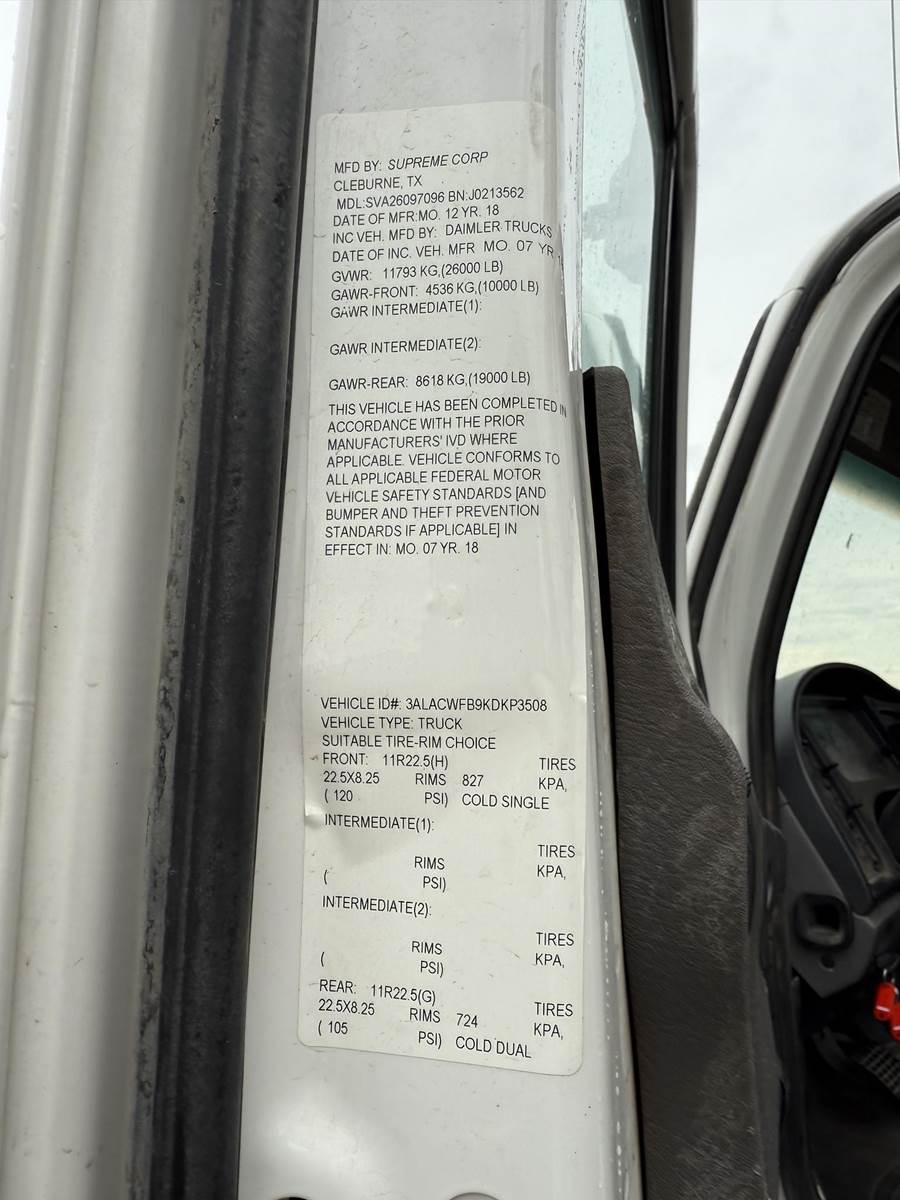 MFD BY: SUPREME CORP
CLEBURNE, TX
MDL:SVA26097096 BN:J0213562
DATE OF MFR:MO. 12 YR. 18
INC VEH. MFD BY: DAIMLER TRUCKS
DATE OF INC. VEH. MFR MO. 07 YR.
GVWR: 11793 KG,(26000 LB)
GAWR-FRONT: 4536 KG,(10000 LB)
GAWR INTERMEDIATE(1):
GAWR INTERMEDIATE(2):
GAWR-REAR: 8618 KG,(19000 LB)
THIS VEHICLE HAS BEEN COMPLETED IN
ACCORDANCE WITH THE PRIOR
MANUFACTURERS' IVD WHERE
APPLICABLE. VEHICLE CONFORMS TO
ALL APPLICABLE FEDERAL MOTOR
VEHICLE SAFETY STANDARDS [AND
BUMPER AND THEFT PREVENTION
STANDARDS IF APPLICABLE] IN
EFFECT IN: MO. 07 YR. 18
VEHICLE ID#: 3ALACWFB9KDKP3508
VEHICLE TYPE: TRUCK
SUITABLE TIRE-RIM CHOICE
FRONT: 11R22.5(H) TIRES
22.5X8.25 RIMS 827 KPA,
( 120 PSI) COLD SINGLE
INTERMEDIATE(1):
TIRES
RIMS KPA,
( PSI)
INTERMEDIATE(2):
TIRES
RIMS KPA,
( PSI)
REAR: 11R22.5(G) TIRES
22.5X8.25 RIMS 724 KPA,
( 105 PSI) COLD DUAL